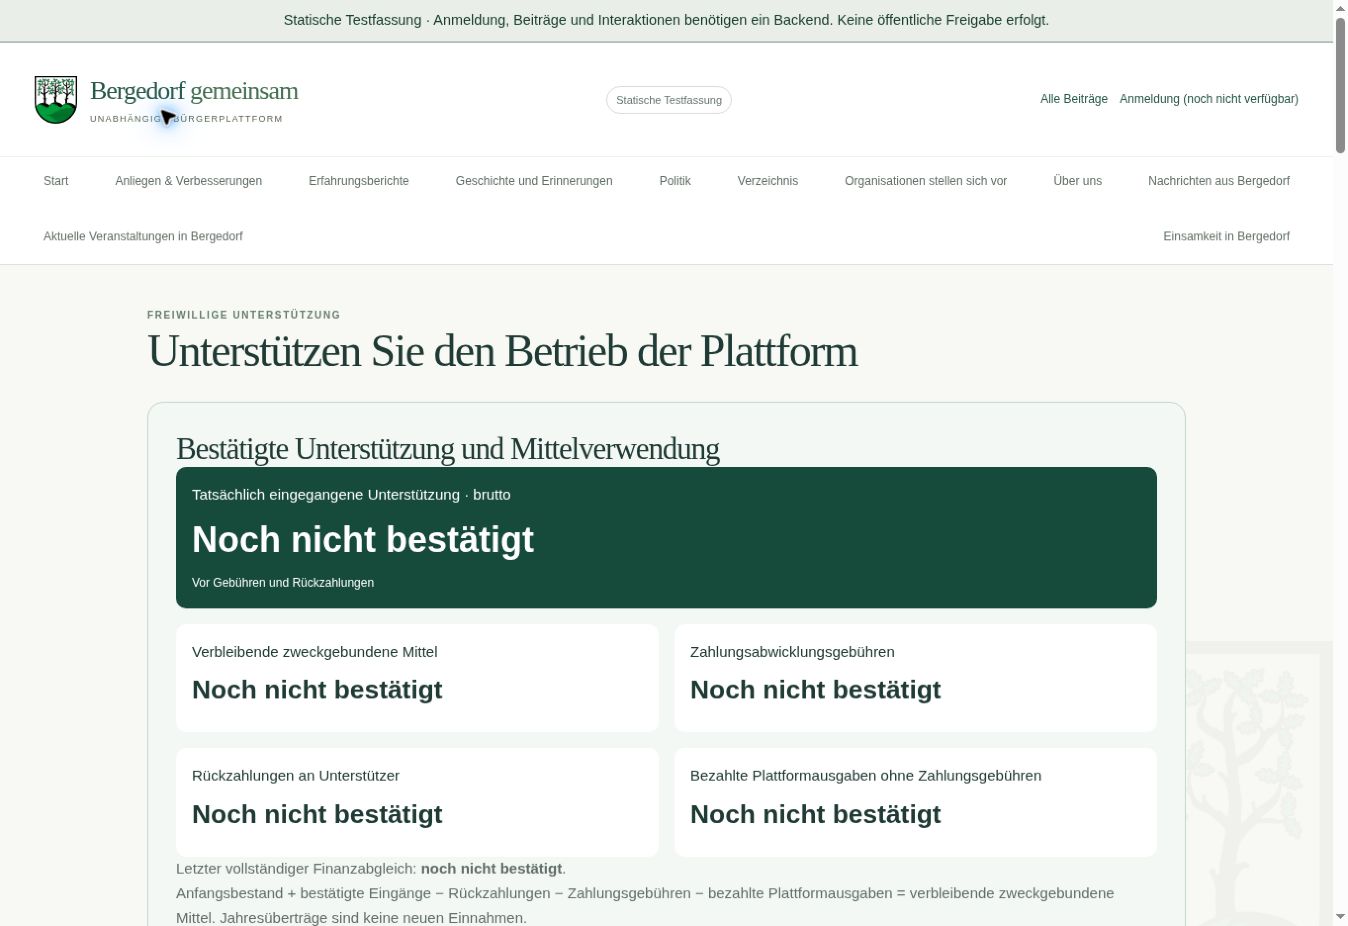 Statische Testfassung · Anmeldung, Beiträge und Interaktionen benötigen ein Backend. Keine öffentliche Freigabe erfolgt.
Bergedorf gemeinsam
UNABHÄNGIGE BÜRGERPLATTFORM
Statische Testfassung
Alle Beiträge Anmeldung (noch nicht verfügbar)
Start Anliegen & Verbesserungen Erfahrungsberichte Geschichte und Erinnerungen Politik Verzeichnis Organisationen stellen sich vor Über uns Nachrichten aus Bergedorf
Aktuelle Veranstaltungen in Bergedorf Einsamkeit in Bergedorf
FREIWILLIGE UNTERSTÜTZUNG
Unterstützen Sie den Betrieb der Plattform
Bestätigte Unterstützung und Mittelverwendung
Tatsächlich eingegangene Unterstützung · brutto
Noch nicht bestätigt
Vor Gebühren und Rückzahlungen
Verbleibende zweckgebundene Mittel
Noch nicht bestätigt
Zahlungsabwicklungsgebühren
Noch nicht bestätigt
Rückzahlungen an Unterstützer
Noch nicht bestätigt
Bezahlte Plattformausgaben ohne Zahlungsgebühren
Noch nicht bestätigt
Letzter vollständiger Finanzabgleich: noch nicht bestätigt.
Anfangsbestand + bestätigte Eingänge − Rückzahlungen − Zahlungsgebühren − bezahlte Plattformausgaben = verbleibende zweckgebundene
Mittel. Jahresüberträge sind keine neuen Einnahmen.